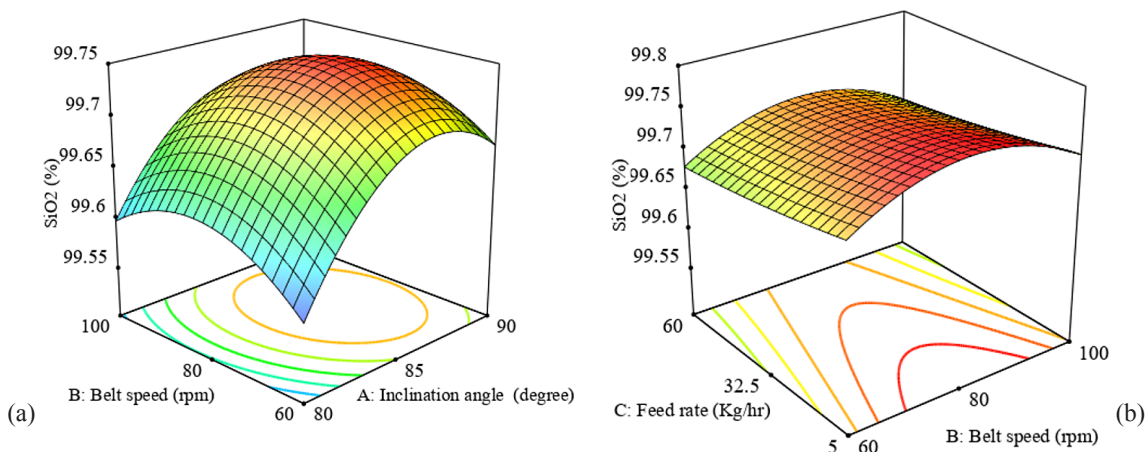 99.75
99.7
99.65
99.6
99.55
SiO2 (%)
100
80
60
B: Belt speed (rpm)
80
85
90
A: Inclination angle (degree)
(a)
99.8
99.75
99.7
99.65
99.6
99.55
SiO2 (%)
60
32.5
5
C: Feed rate (Kg/hr)
60
80
100
B: Belt speed (rpm)
(b)